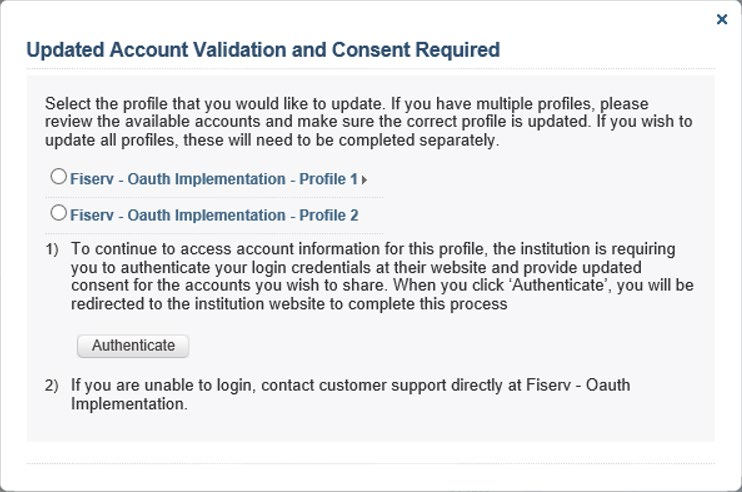 Updated Account Validation and Consent Required
Select the profile that you would like to update. If you have multiple profiles, please
review the available accounts and make sure the correct profile is updated. If you wish to
update all profiles, these will need to be completed separately.
Fiserv - Oauth Implementation - Profile 1
Fiserv - Oauth Implementation - Profile 2
1) To continue to access account information for this profile, the institution is requiring
you to authenticate your login credentials at their website and provide updated
consent for the accounts you wish to share. When you click ‘Authenticate’, you will be
redirected to the institution website to complete this process
Authenticate
2) If you are unable to login, contact customer support directly at Fiserv - Oauth
Implementation.